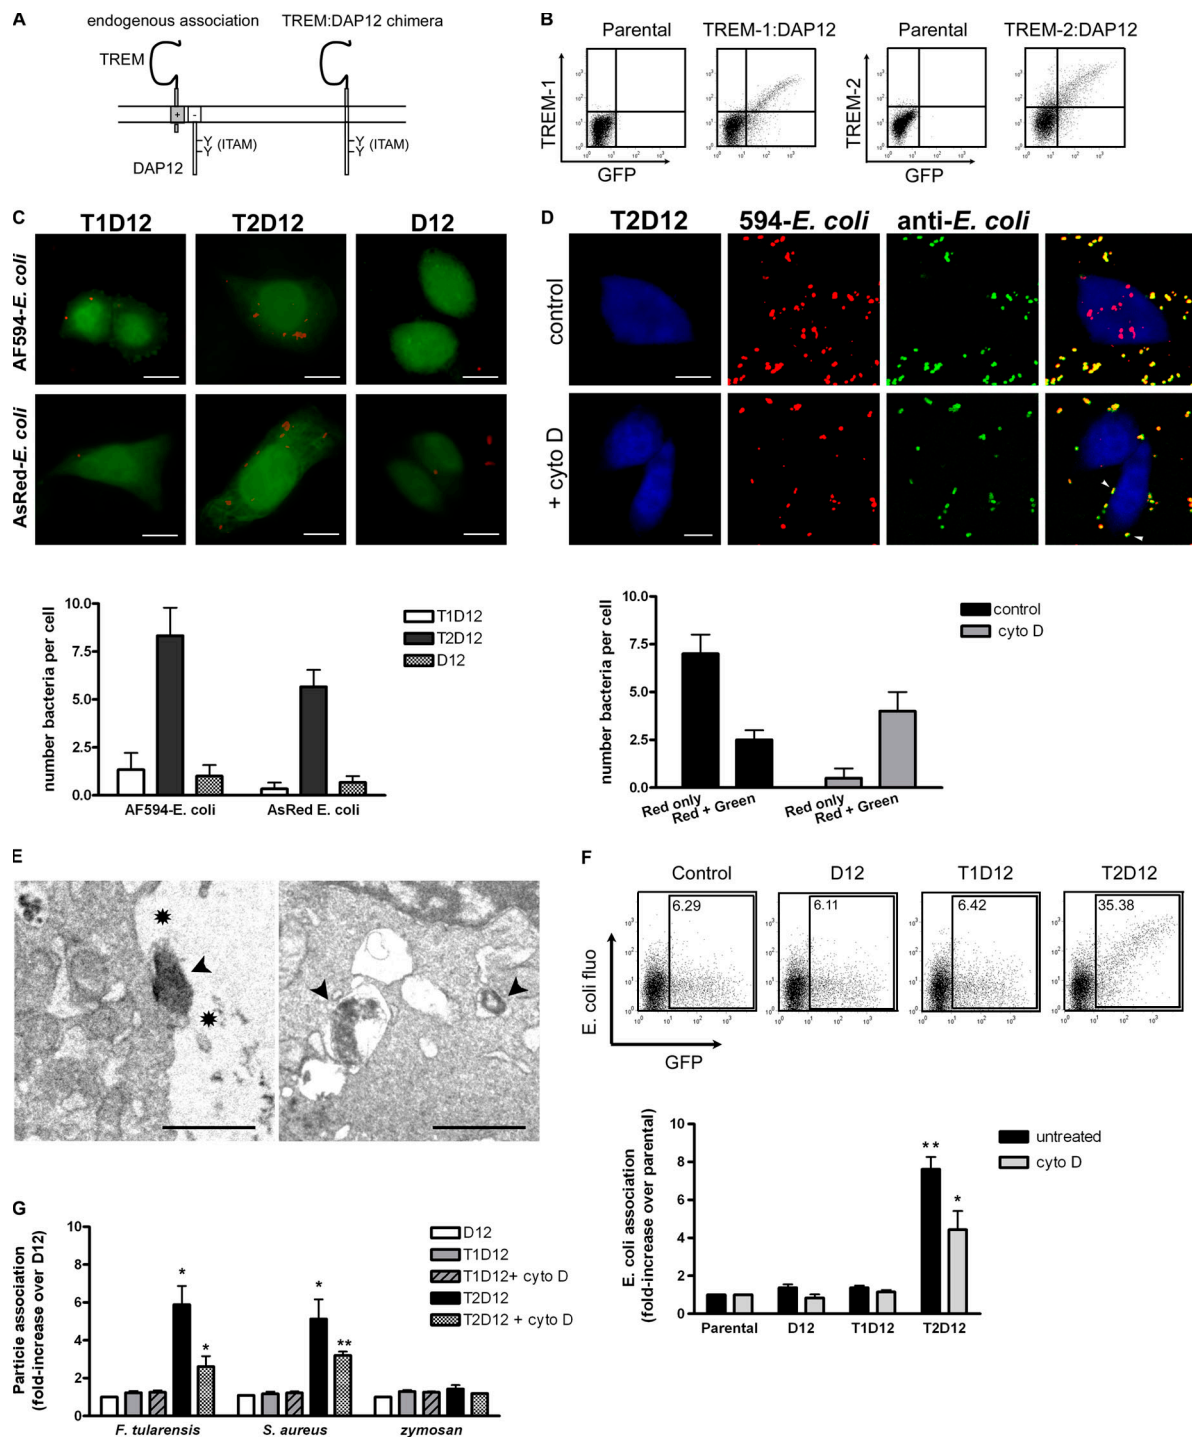 A
endogenous association
TREM:DAP12 chimera
TREM
+
-
Y
Y
(ITAM)
Y
Y
(ITAM)
DAP12
B
Parental
TREM-1:DAP12
Parental
TREM-2:DAP12
TREM-1
TREM-2
GFP
GFP
C
T1D12
T2D12
D12
AF594-E. coli
AsRed-E. coli
D
T2D12
594-E. coli
anti-E. coli
control
+ cyto D
number bacteria per cell
10.0
7.5
5.0
2.5
0.0
AF594-E. coli
AsRed E. coli
T1D12
T2D12
D12
number bacteria per cell
10.0
7.5
5.0
2.5
0.0
Red only
Red + Green
Red only
Red + Green
control
cyto D
E
F
Control
D12
T1D12
T2D12
6.29
6.11
6.42
35.38
E. coli fluo
GFP
E. coli association
(fold-increase over parental)
10
8
6
4
2
0
**
*
Parental
D12
T1D12
T2D12
untreated
cyto D
G
Particle association
(fold-increase over D12)
10
8
6
4
2
0
*
*
*
**
F. tularensis
S. aureus
zymosan
D12
T1D12
T1D12+ cyto D
T2D12
T2D12 + cyto D